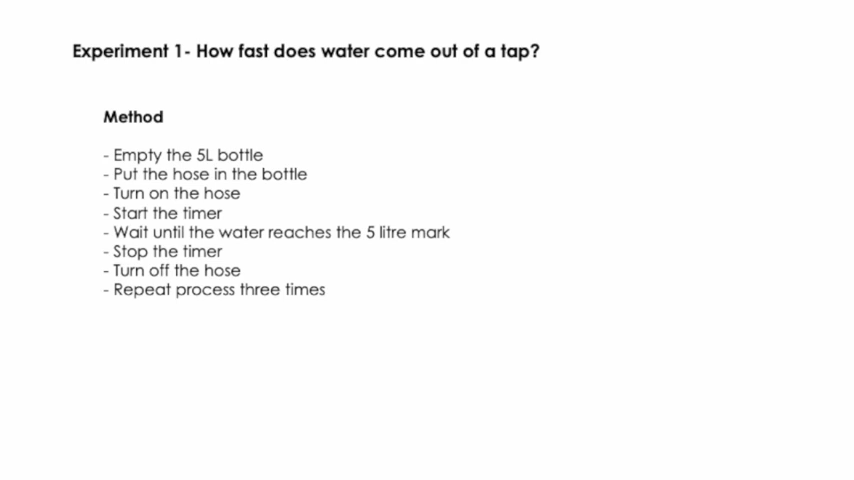 Experiment 1- How fast does water come out of a tap?
Method
- Empty the 5L bottle
- Put the hose in the bottle
- Turn on the hose
- Start the timer
- Wait until the water reaches the 5 litre mark
- Stop the timer
- Turn off the hose
- Repeat process three times